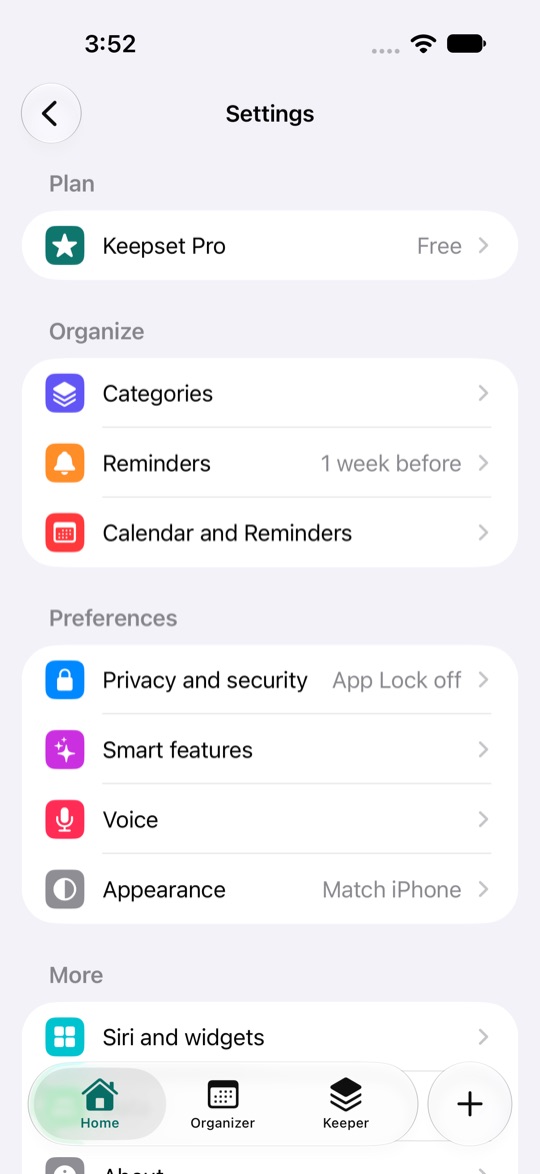 3:52
Settings
Plan
Keepset Pro Free
Organize
Categories
Reminders 1 week before
Calendar and Reminders
Preferences
Privacy and security App Lock off
Smart features
Voice
Appearance Match iPhone
More
Siri and widgets
Home Organizer Keeper
About